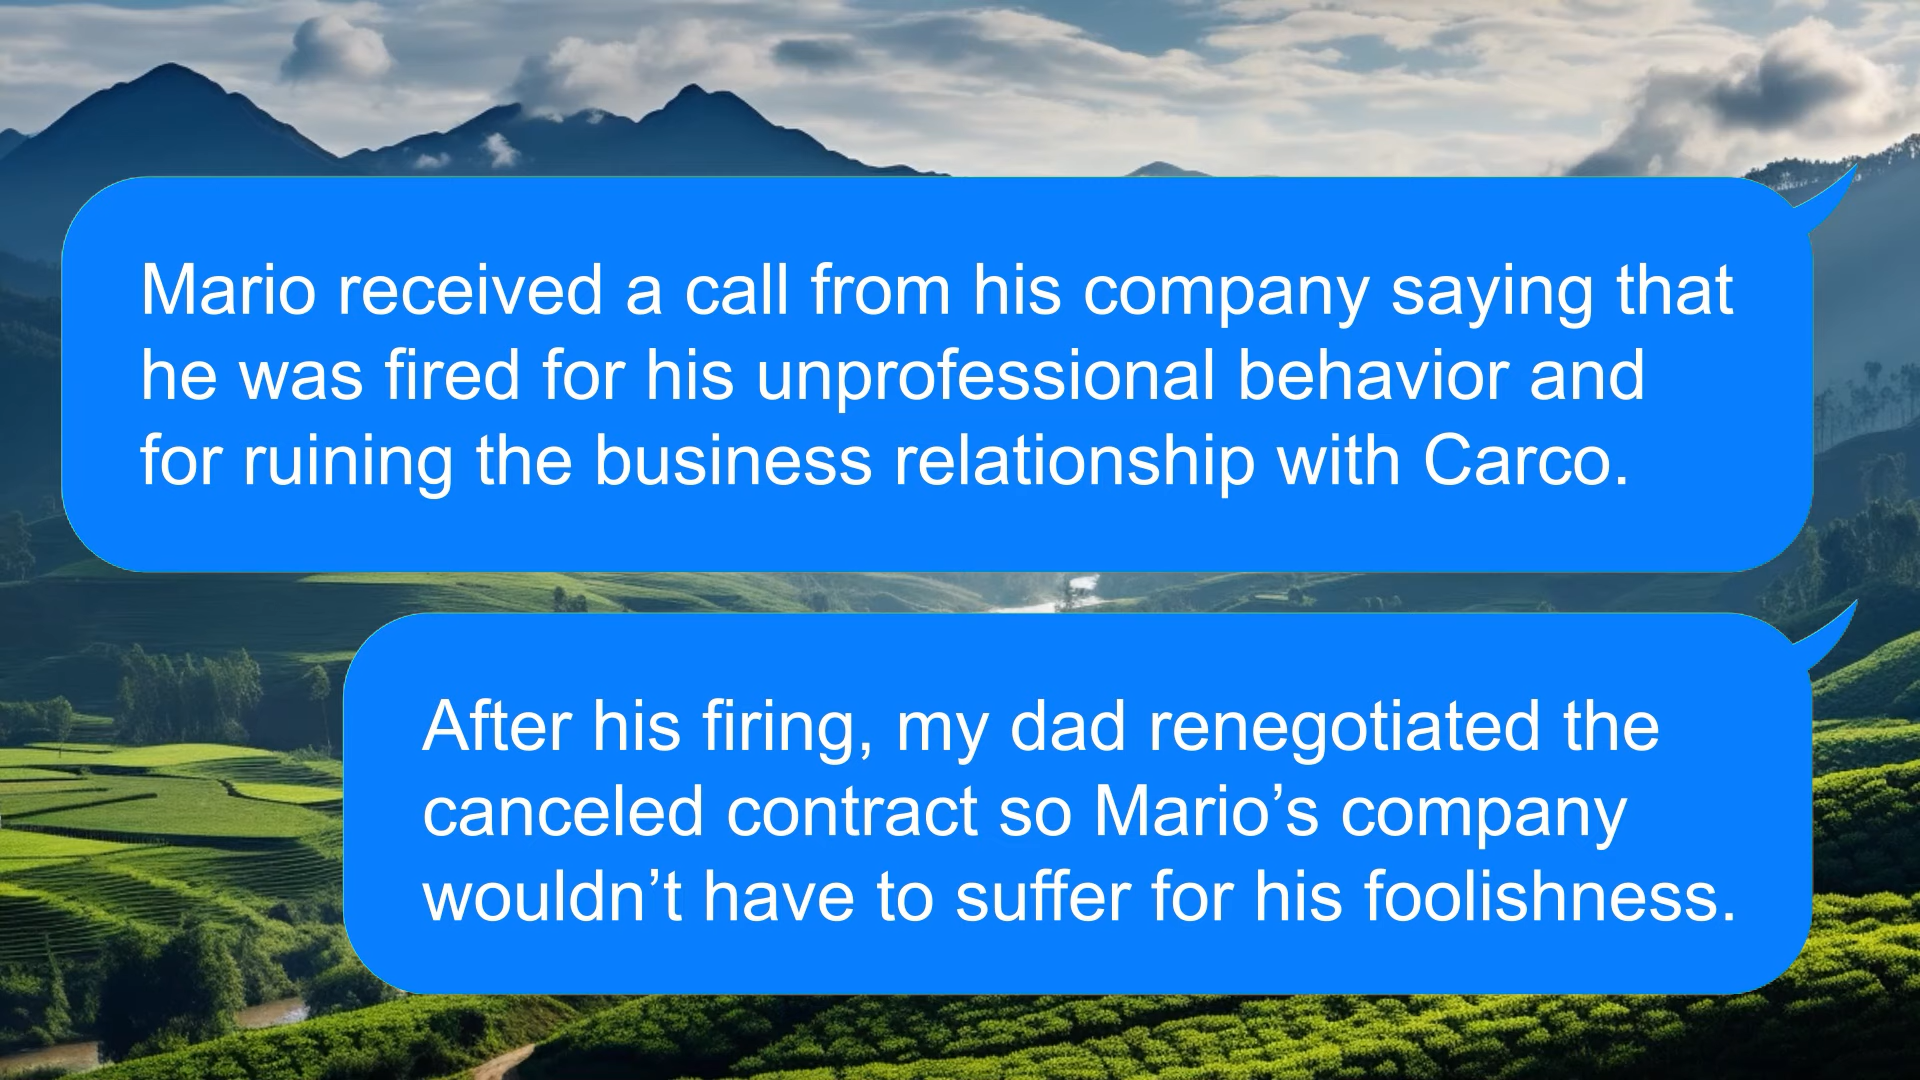 Mario received a call from his company saying that
he was fired for his unprofessional behavior and
for ruining the business relationship with Carco.
After his firing, my dad renegotiated the
canceled contract so Mario’s company
wouldn’t have to suffer for his foolishness.